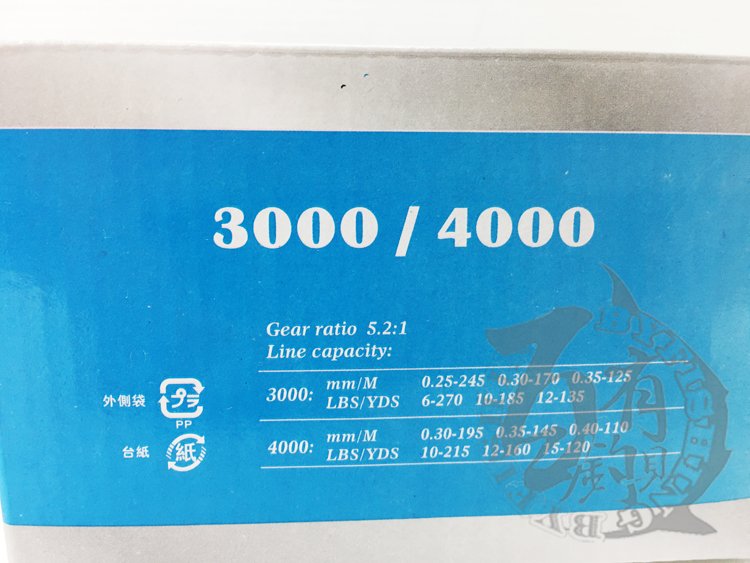 3000 / 4000
Gear ratio 5.2:1
Line capacity:
3000: mm/M 0.25-245 0.30-170 0.35-125
LBS/YDS 6-270 10-185 12-135
4000: mm/M 0.30-195 0.35-145 0.40-110
LBS/YDS 10-215 12-160 15-120
外側袋 プラ
PP
台紙 紙